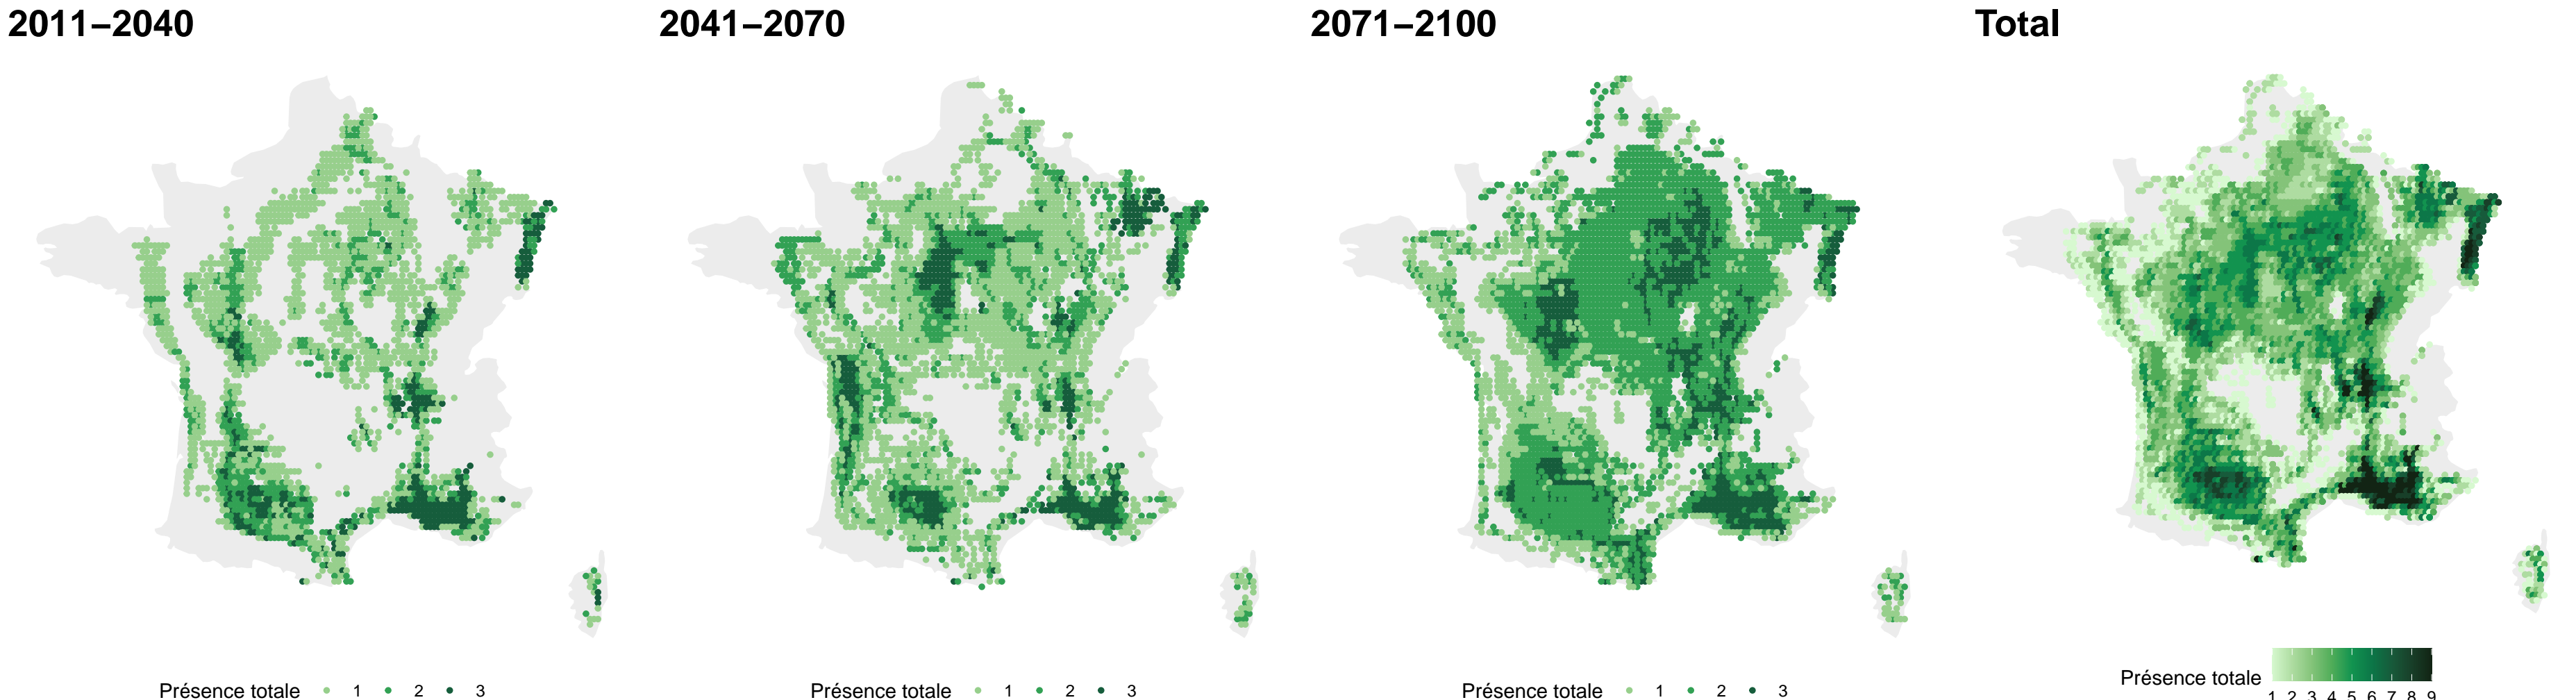 2011–2040
2041–2070
2071–2100
Total
Présence totale 1 2 3
Présence totale 1 2 3
Présence totale 1 2 3
Présence totale
1 2 3 4 5 6 7 8 9